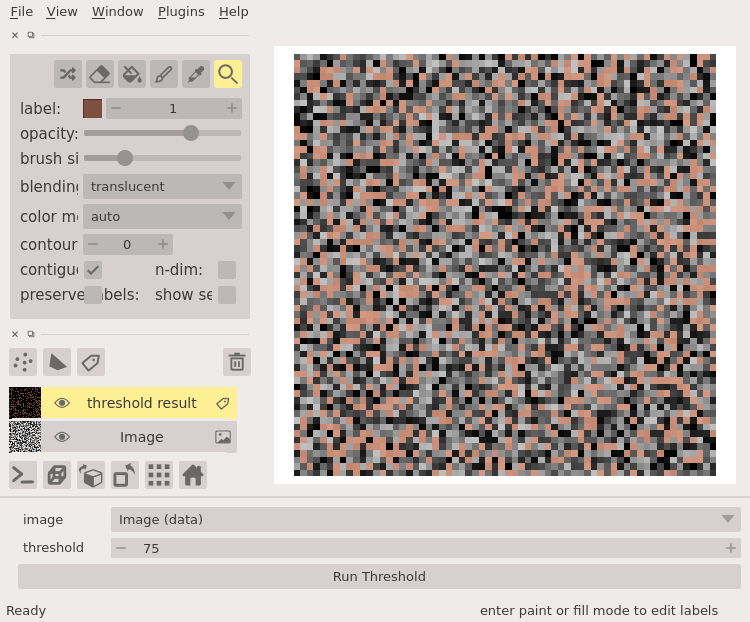 File View Window Plugins Help
label: 1
opacity:
brush si
blending translucent
color m auto
contour 0
contigu n-dim:
preserve abels: show se
threshold result
Image
image Image (data)
threshold 75
Run Threshold
Ready enter paint or fill mode to edit labels